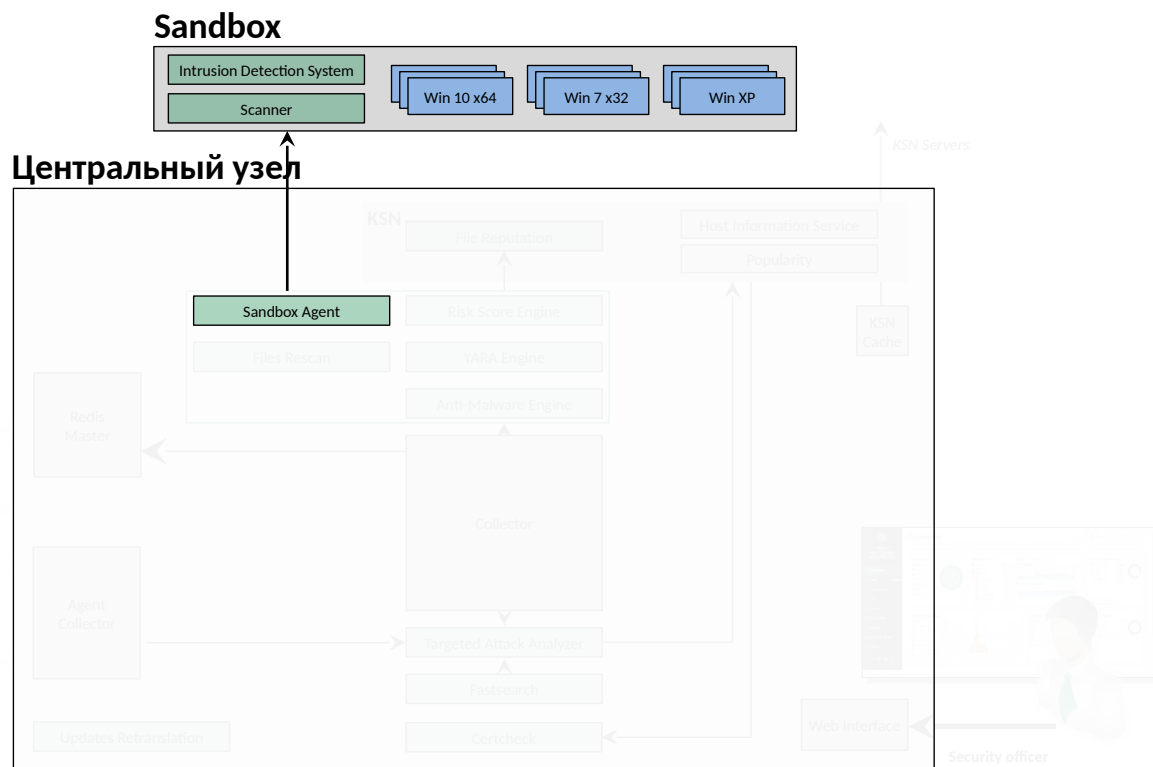 Sandbox
Intrusion Detection System
Scanner
Win 10 x64
Win 7 x32
Win XP
Центральный узел
KSN Servers
KSN
File Reputation
Host Information Service
Popularity
Sandbox Agent
Risk Score Engine
KSN
Cache
Files Rescan
YARA Engine
Anti-Malware Engine
Redis
Master
Collector
Agent
Collector
Targeted Attack Analyzer
Fastsearch
Updates Retranslation
Certcheck
Web Interface
Security officer